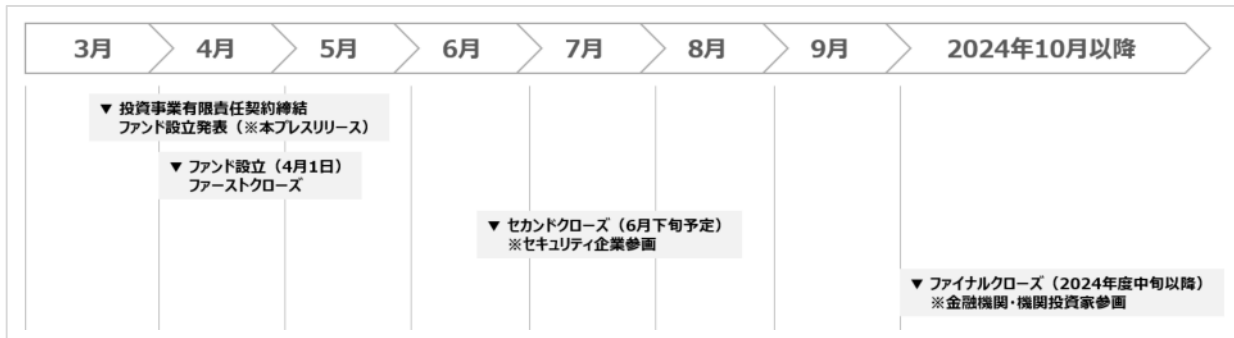 3月 4月 5月 6月 7月 8月 9月 2024年10月以降
▼ 投資事業有限責任契約締結
ファンド設立発表（※本プレスリリース）
▼ ファンド設立（4月1日）
ファーストクローズ
▼ セカンドクローズ（6月下旬予定）
※セキュリティ企業参画
▼ ファイナルクローズ（2024年度中旬以降）
※金融機関・機関投資家参画